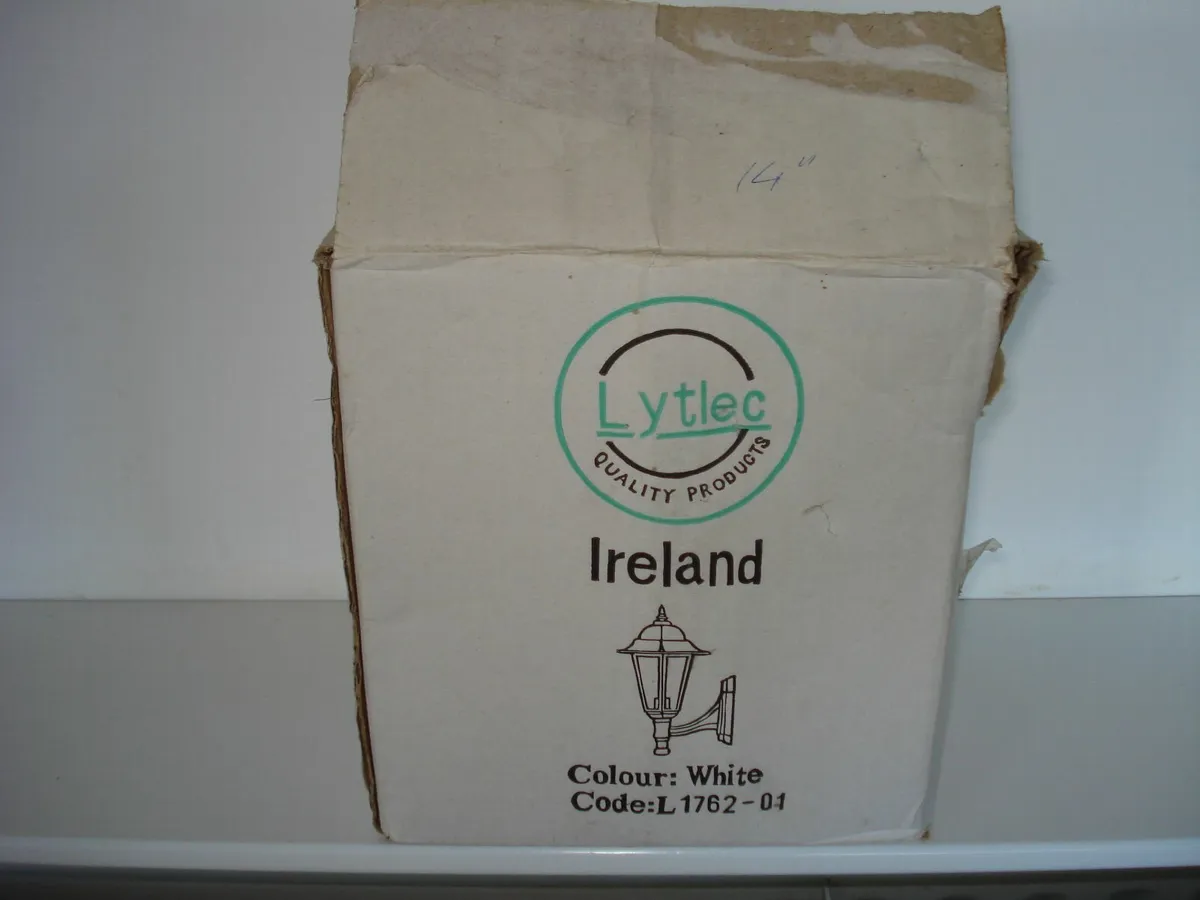 14"
Lytlec
QUALITY PRODUCTS
Ireland
Colour: White
Code:L1762-01